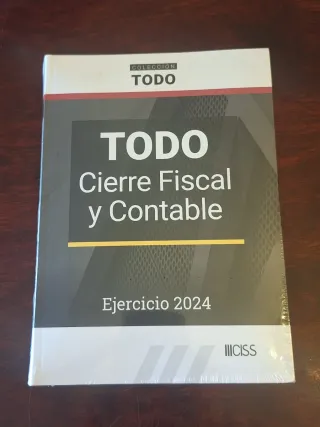 COLECCIÓN
TODO
TODO
Cierre Fiscal
y Contable
Ejercicio 2024
CISS